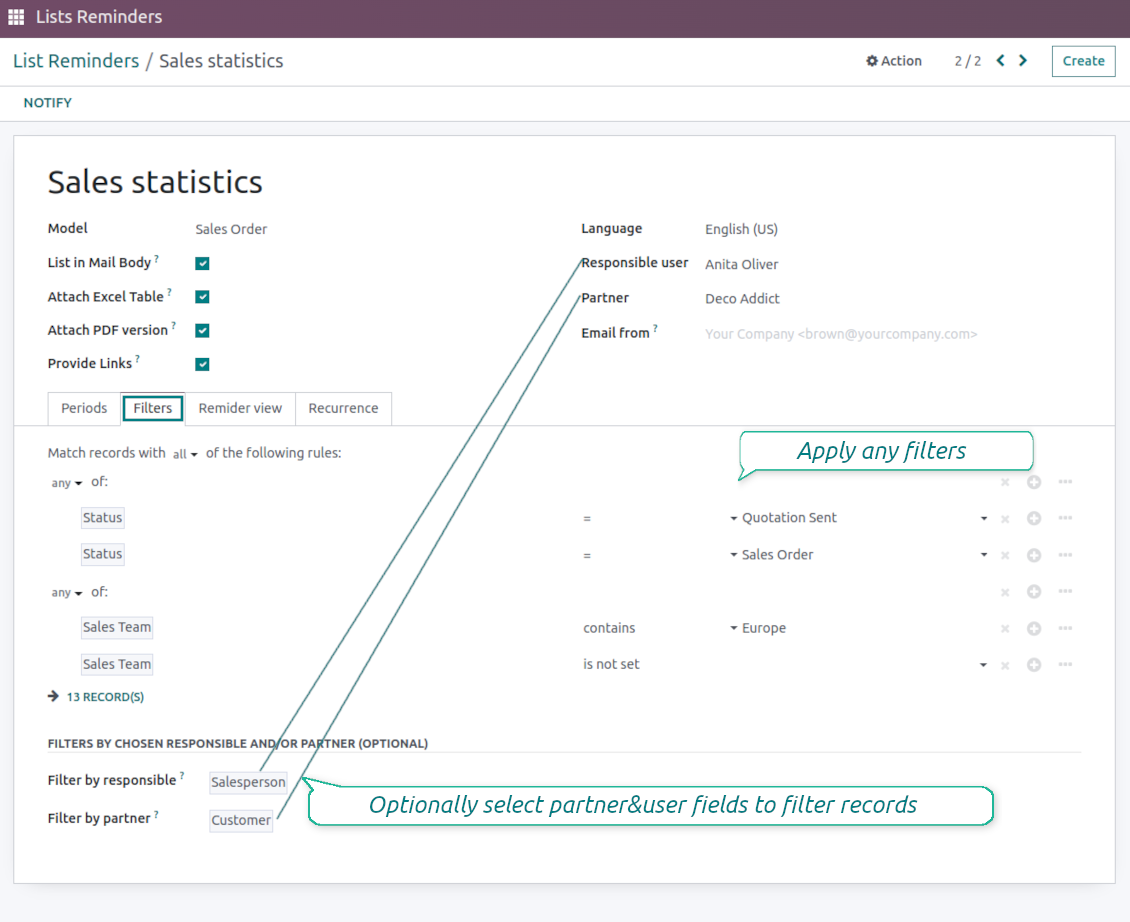 Lists Reminders
List Reminders / Sales statistics
Action 2 / 2 Create
NOTIFY
Sales statistics
Model Sales Order Language English (US)
List in Mail Body ? Responsible user Anita Oliver
Attach Excel Table ? Partner Deco Addict
Attach PDF version ? Email from ? Your Company <brown@yourcompany.com>
Provide Links ?
Periods Filters Remider view Recurrence
Match records with all of the following rules: Apply any filters
any of:
Status = Quotation Sent
Status = Sales Order
any of:
Sales Team contains Europe
Sales Team is not set
13 RECORD(S)
FILTERS BY CHOSEN RESPONSIBLE AND/OR PARTNER (OPTIONAL)
Filter by responsible ? Salesperson
Optionally select partner&user fields to filter records
Filter by partner ? Customer